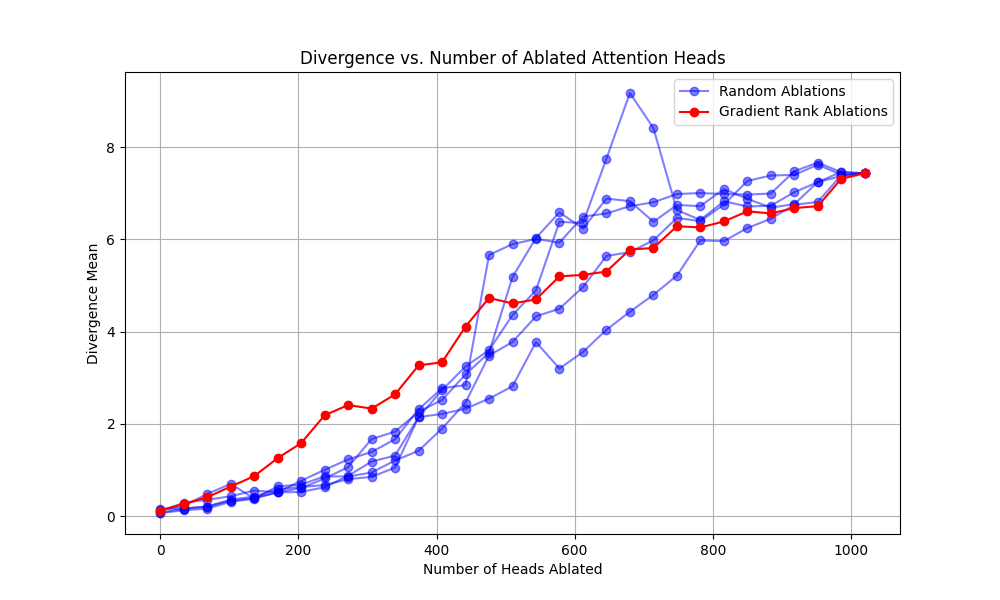 Divergence vs. Number of Ablated Attention Heads
Random Ablations
Gradient Rank Ablations
8
6
4
2
0
Divergence Mean
0 200 400 600 800 1000
Number of Heads Ablated